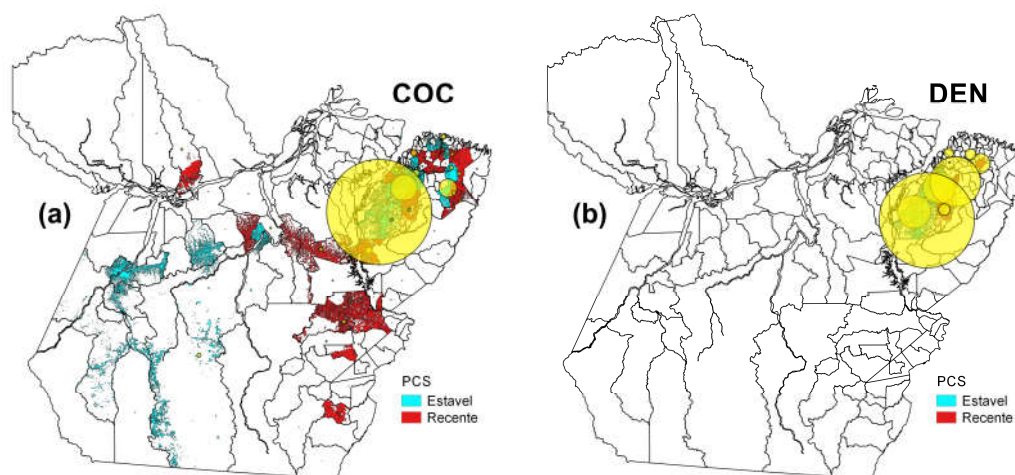 COC
(a)
PCS
Estavel
Recente
DEN
(b)
PCS
Estavel
Recente